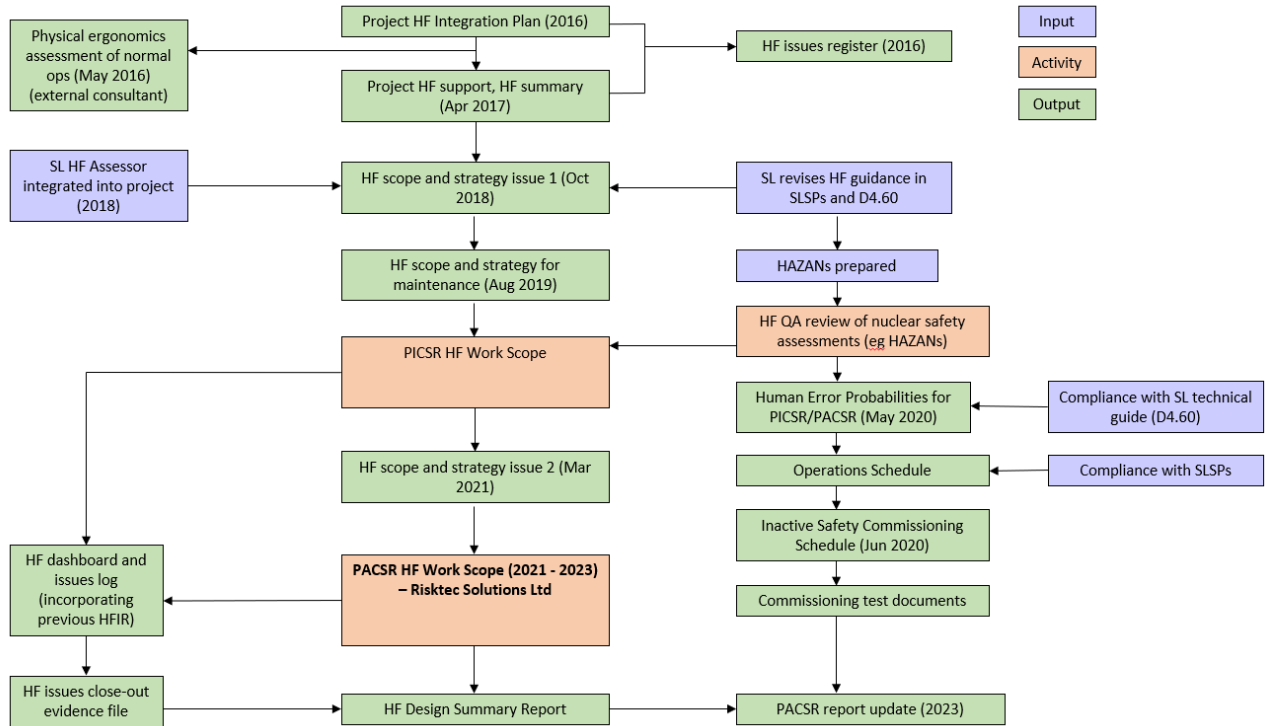 Project HF Integration Plan (2016)
Physical ergonomics
assessment of normal
ops (May 2016)
(external consultant)
HF issues register (2016)
Input
Activity
Output
Project HF support, HF summary
(Apr 2017)
SL HF Assessor
integrated into project
(2018)
HF scope and strategy issue 1 (Oct
2018)
SL revises HF guidance in
SLSPs and D4.60
HF scope and strategy for
maintenance (Aug 2019)
HAZANs prepared
PICSR HF Work Scope
HF QA review of nuclear safety
assessments (eg HAZANs)
Human Error Probabilities for
PICSR/PACSR (May 2020)
Compliance with SL technical
guide (D4.60)
HF scope and strategy issue 2 (Mar
2021)
Operations Schedule
Compliance with SLSPs
Inactive Safety Commissioning
Schedule (Jun 2020)
HF dashboard and
issues log
(incorporating
previous HFIR)
PACSR HF Work Scope (2021 - 2023)
– Risktec Solutions Ltd
Commissioning test documents
HF issues close-out
evidence file
HF Design Summary Report
PACSR report update (2023)